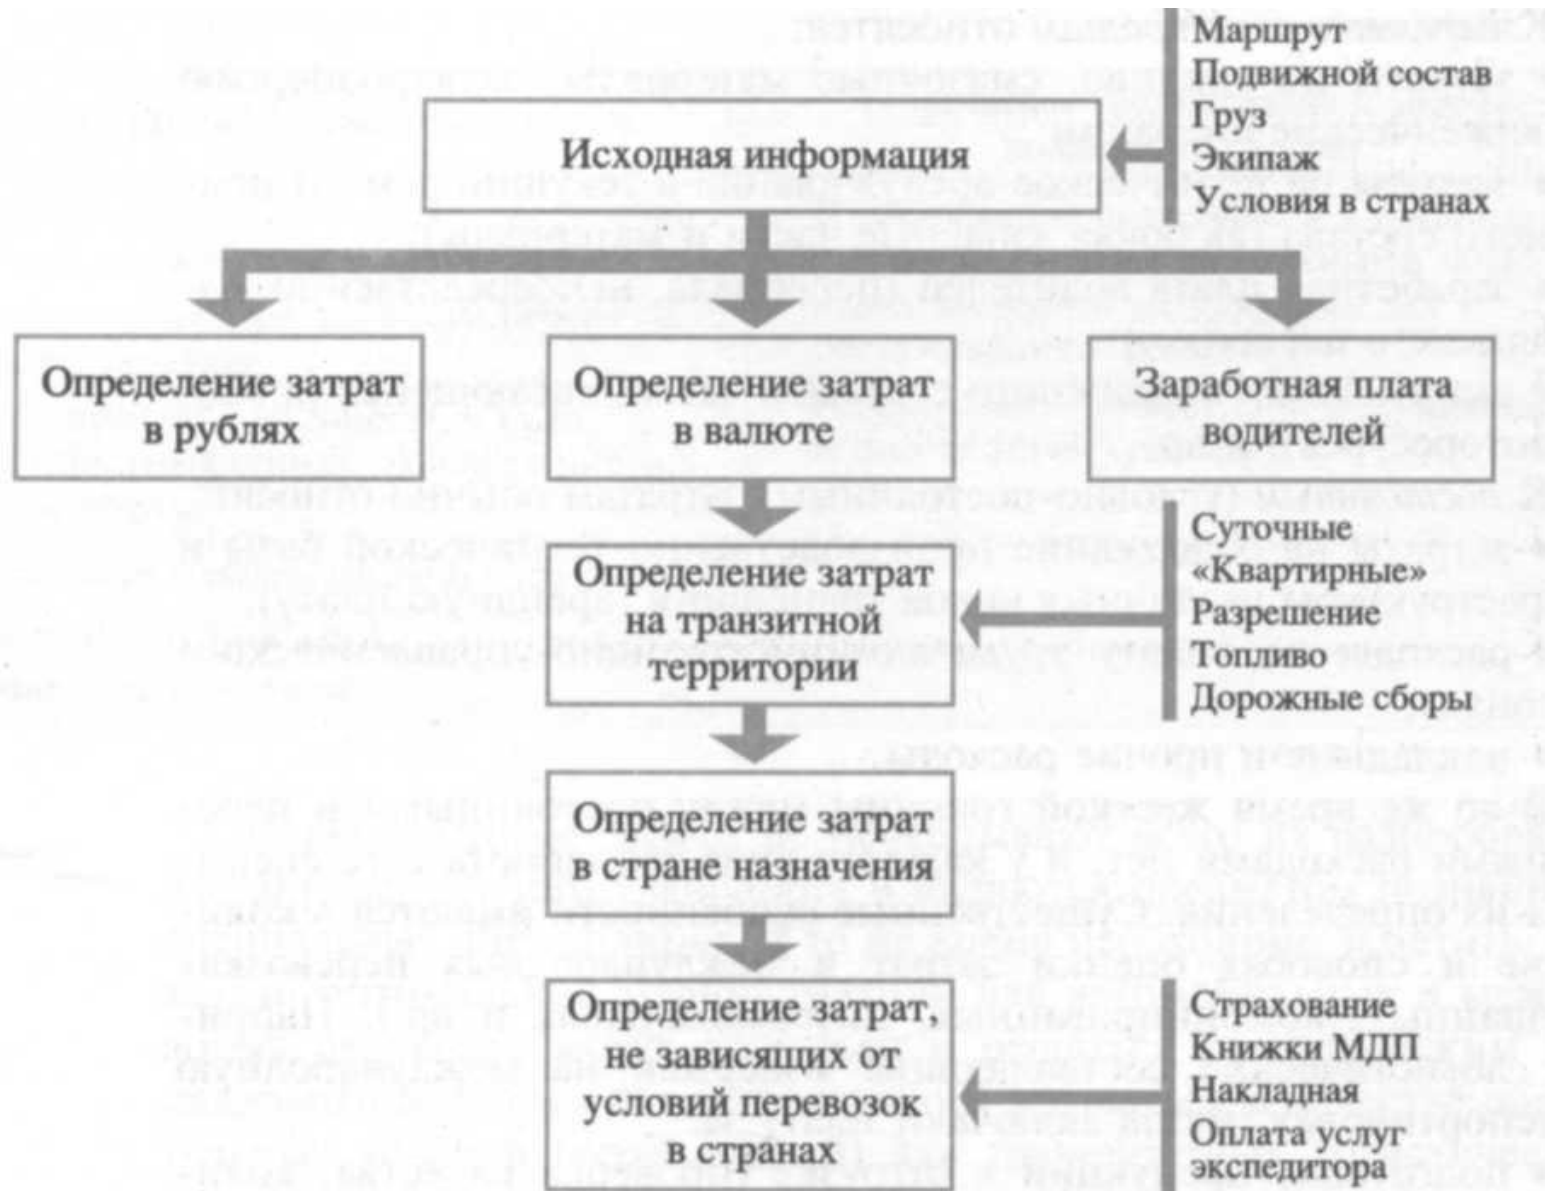 Маршрут
Подвижной состав
Груз
Экипаж
Условия в странах
Исходная информация
Определение затрат
в рублях
Определение затрат
в валюте
Заработная плата
водителей
Определение затрат
на транзитной
территории
Суточные
«Квартирные»
Разрешение
Топливо
Дорожные сборы
Определение затрат
в стране назначения
Определение затрат,
не зависящих от
условий перевозок
в странах
Страхование
Книжки МДП
Накладная
Оплата услуг
экспедитора